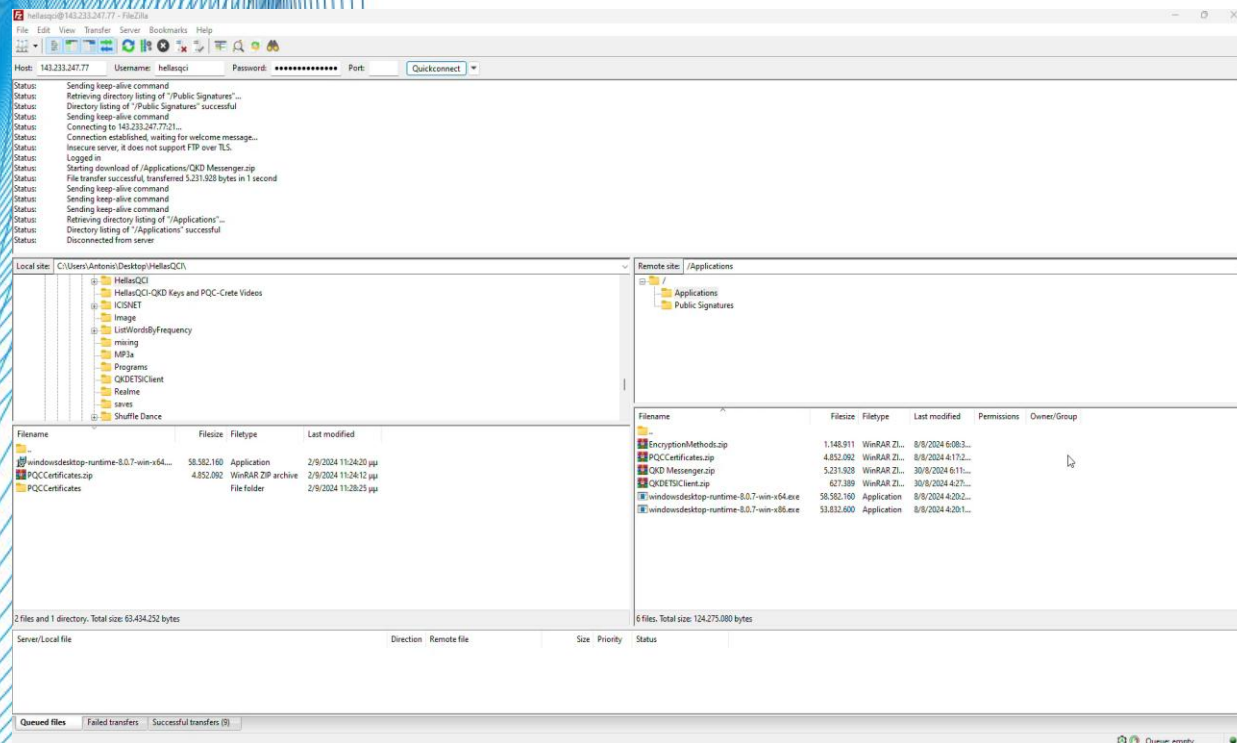 hellasqci@143.233.247.77 - FileZilla
File Edit View Transfer Server Bookmarks Help
Host: 143.233.247.77 Username: hellasqci Password: •••••••••••••• Port: Quickconnect
Status: Sending keep-alive command
Status: Retrieving directory listing of "/Public Signatures"...
Status: Directory listing of "/Public Signatures" successful
Status: Sending keep-alive command
Status: Connecting to 143.233.247.77:21...
Status: Connection established, waiting for welcome message...
Status: Insecure server, it does not support FTP over TLS.
Status: Logged in
Status: Starting download of /Applications/QKD Messenger.zip
Status: File transfer successful, transferred 5.231.928 bytes in 1 second
Status: Sending keep-alive command
Status: Sending keep-alive command
Status: Sending keep-alive command
Status: Retrieving directory listing of "/Applications"...
Status: Directory listing of "/Applications" successful
Status: Disconnected from server
Local site: C:\Users\Antonis\Desktop\HellasQCI\
HellasQCI
HellasQCI-QKD Keys and PQC-Crete Videos
ICISNET
Image
ListWordsByFrequency
mixing
MP3a
Programs
QKDETSIClient
Realme
saves
Shuffle Dance
Filename Filesize Filetype Last modified
..
windowsdesktop-runtime-8.0.7-win-x64.... 58.582.160 Application 2/9/2024 11:24:20 μμ
PQCCertificates.zip 4.852.092 WinRAR ZIP archive 2/9/2024 11:24:12 μμ
PQCCertificates File folder 2/9/2024 11:28:25 μμ
2 files and 1 directory. Total size: 63.434.252 bytes
Remote site: /Applications
/
Applications
Public Signatures
Filename Filesize Filetype Last modified Permissions Owner/Group
..
EncryptionMethods.zip 1.148.911 WinRAR ZI... 8/8/2024 6:08:3...
PQCCertificates.zip 4.852.092 WinRAR ZI... 8/8/2024 4:17:2...
QKD Messenger.zip 5.231.928 WinRAR ZI... 30/8/2024 6:11:...
QKDETSIClient.zip 627.389 WinRAR ZI... 30/8/2024 4:27:...
windowsdesktop-runtime-8.0.7-win-x64.exe 58.582.160 Application 8/8/2024 4:20:2...
windowsdesktop-runtime-8.0.7-win-x86.exe 53.832.600 Application 8/8/2024 4:20:1...
6 files. Total size: 124.275.080 bytes
Server/Local file Direction Remote file Size Priority Status
Queued files Failed transfers Successful transfers (9)
Queue: empty